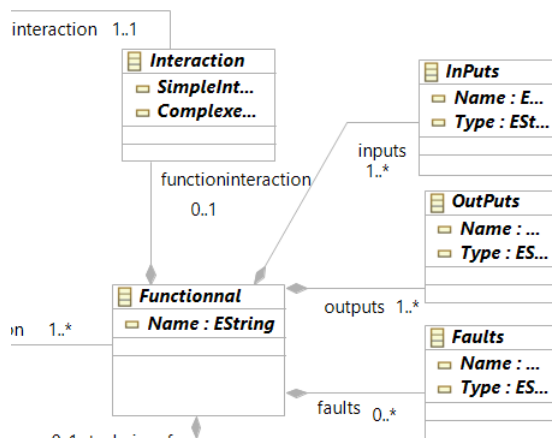 interaction 1..1
Interaction
SimpleInt...
Complexe...
InPuts
Name : E...
Type : ESt...
inputs
1..*
functioninteraction
0..1
OutPuts
Name : ...
Type : ES...
Functionnal
Name : EString
outputs 1..*
on 1..*
Faults
Name : ...
Type : ES...
faults 0..*